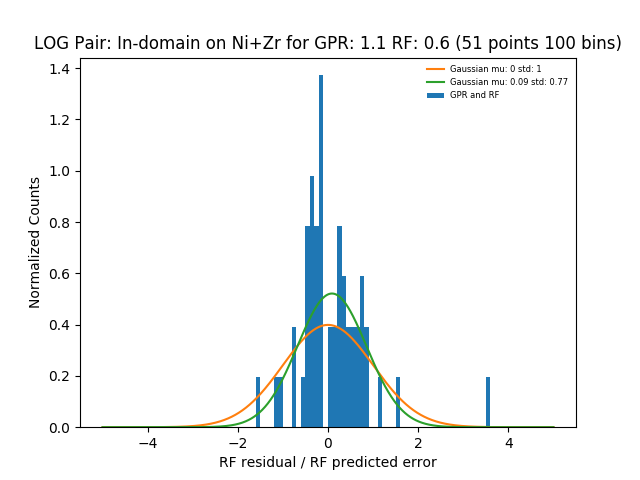 LOG Pair: In-domain on Ni+Zr for GPR: 1.1 RF: 0.6 (51 points 100 bins)
Gaussian mu: 0 std: 1
Gaussian mu: 0.09 std: 0.77
GPR and RF
Normalized Counts
1.4
1.2
1.0
0.8
0.6
0.4
0.2
0.0
−4
−2
0
2
4
RF residual / RF predicted error